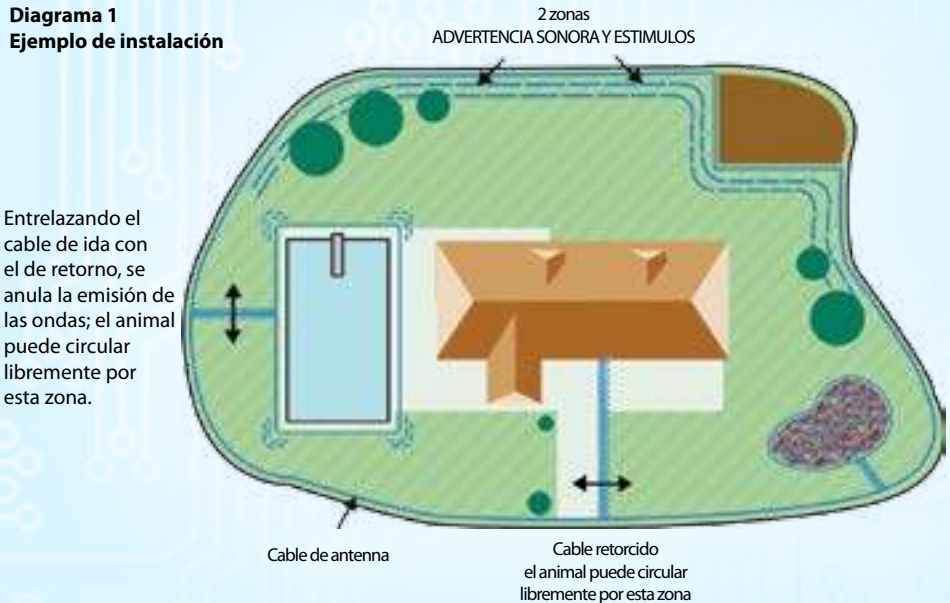 Diagrama 1
Ejemplo de instalación
2 zonas
ADVERTENCIA SONORA Y ESTIMULOS
Entrelazando el
cable de ida con
el de retorno, se
anula la emisión de
las ondas; el animal
puede circular
libremente por
esta zona.
Cable de antenna
Cable retorcido
el animal puede circular
libremente por esta zona